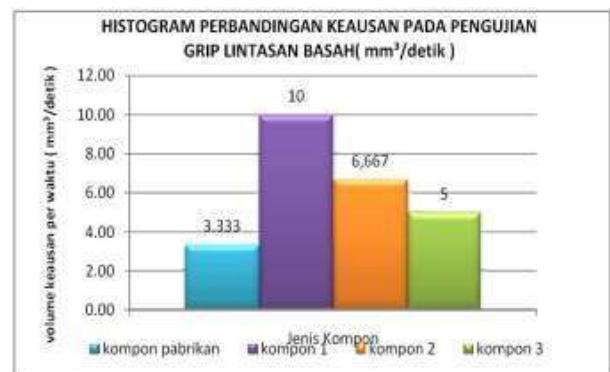 HISTOGRAM PERBANDINGAN KEAUSAN PADA PENGUJIAN
GRIP LINTASAN BASAH( mm³/detik )
volume keausan per waktu ( mm³/detik )
12.00
10.00
8.00
6.00
4.00
2.00
0.00
3.333
10
6,667
5
Jenis Kompon
kompon pabrikan
kompon 1
kompon 2
kompon 3